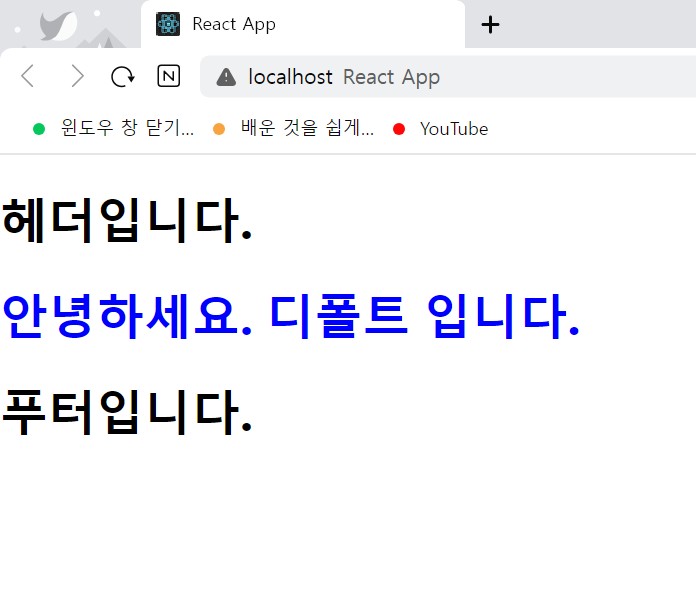 React App
N
localhost React App
윈도우 창 닫기... 배운 것을 쉽게... YouTube
헤더입니다.
안녕하세요. 디폴트 입니다.
푸터입니다.